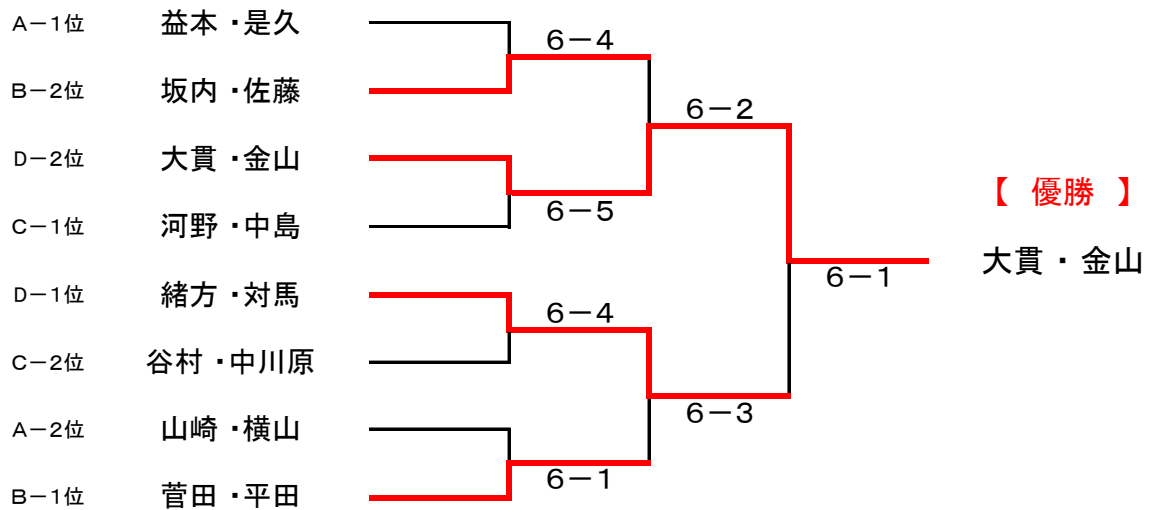 A－1位 益本・是久
6－4
B－2位 坂内・佐藤
6－2
D－2位 大貫・金山
【 優勝 】
6－5
C－1位 河野・中島
大貫・金山
6－1
D－1位 緒方・対馬
6－4
C－2位 谷村・中川原
6－3
A－2位 山崎・横山
6－1
B－1位 菅田・平田